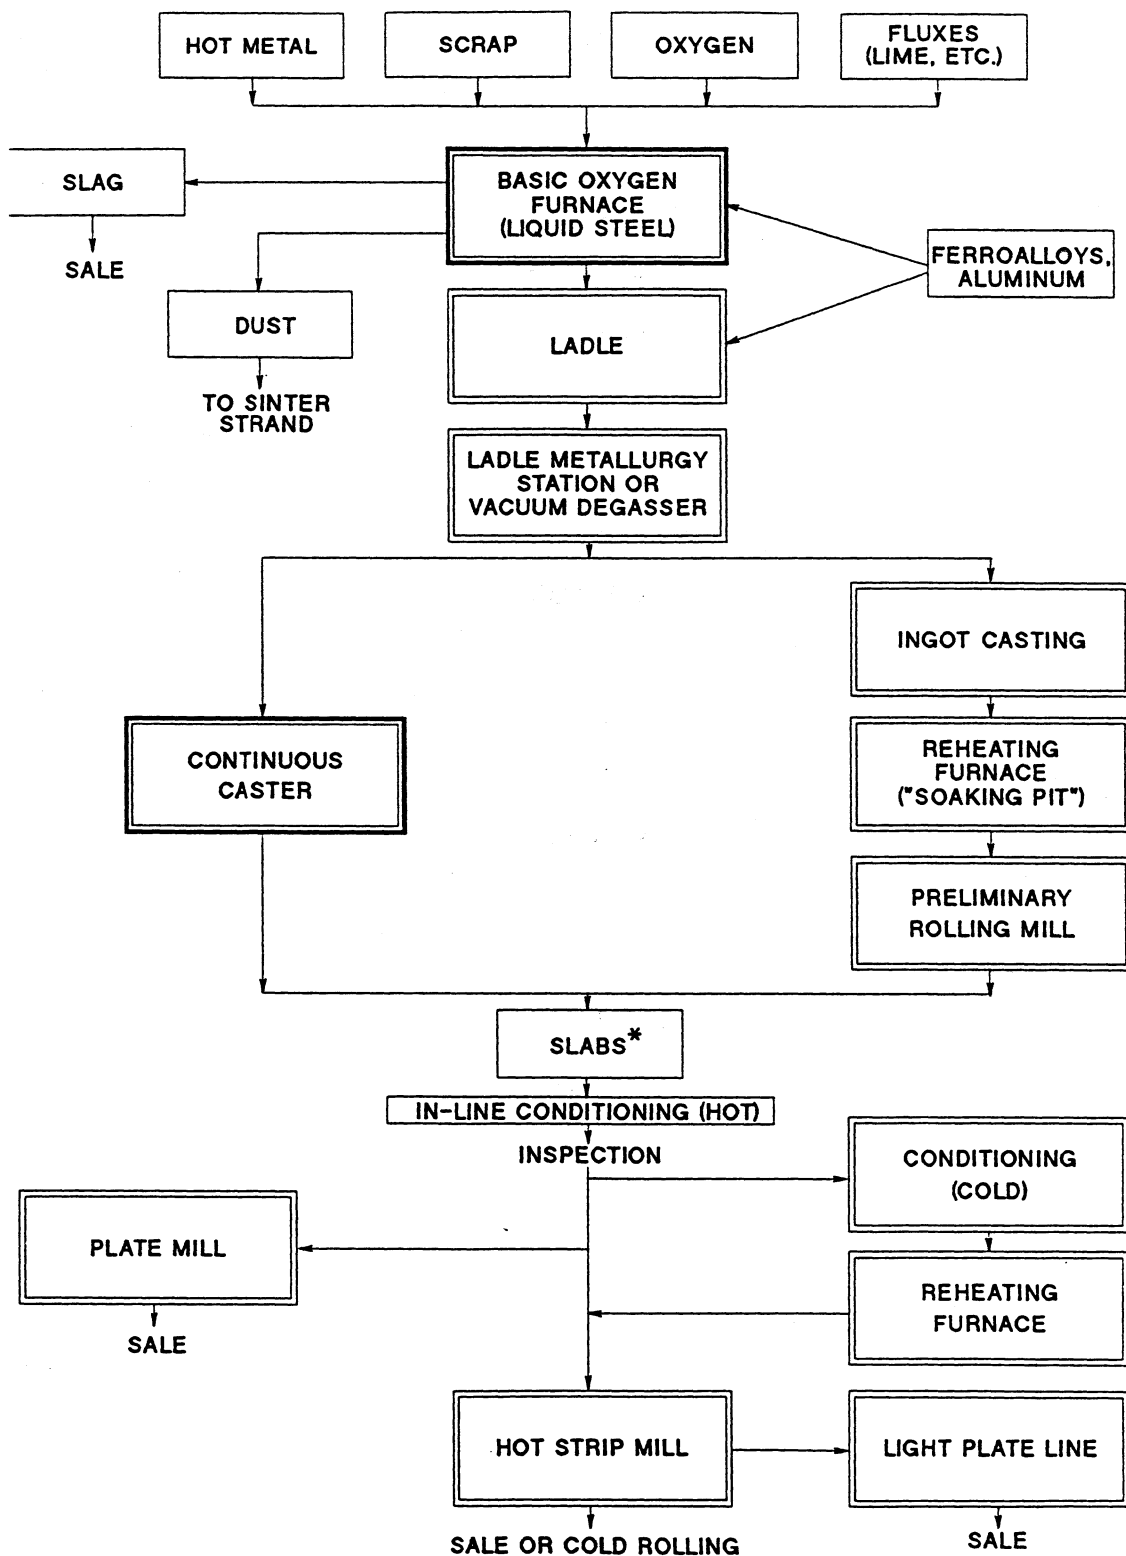 HOT METAL
SCRAP
OXYGEN
FLUXES
(LIME, ETC.)
SLAG
SALE
BASIC OXYGEN
FURNACE
(LIQUID STEEL)
FERROALLOYS,
ALUMINUM
DUST
TO SINTER
STRAND
LADLE
LADLE METALLURGY
STATION OR
VACUUM DEGASSER
INGOT CASTING
CONTINUOUS
CASTER
REHEATING
FURNACE
("SOAKING PIT")
PRELIMINARY
ROLLING MILL
SLABS*
IN-LINE CONDITIONING (HOT)
INSPECTION
CONDITIONING
(COLD)
PLATE MILL
SALE
REHEATING
FURNACE
HOT STRIP MILL
LIGHT PLATE LINE
SALE OR COLD ROLLING
SALE